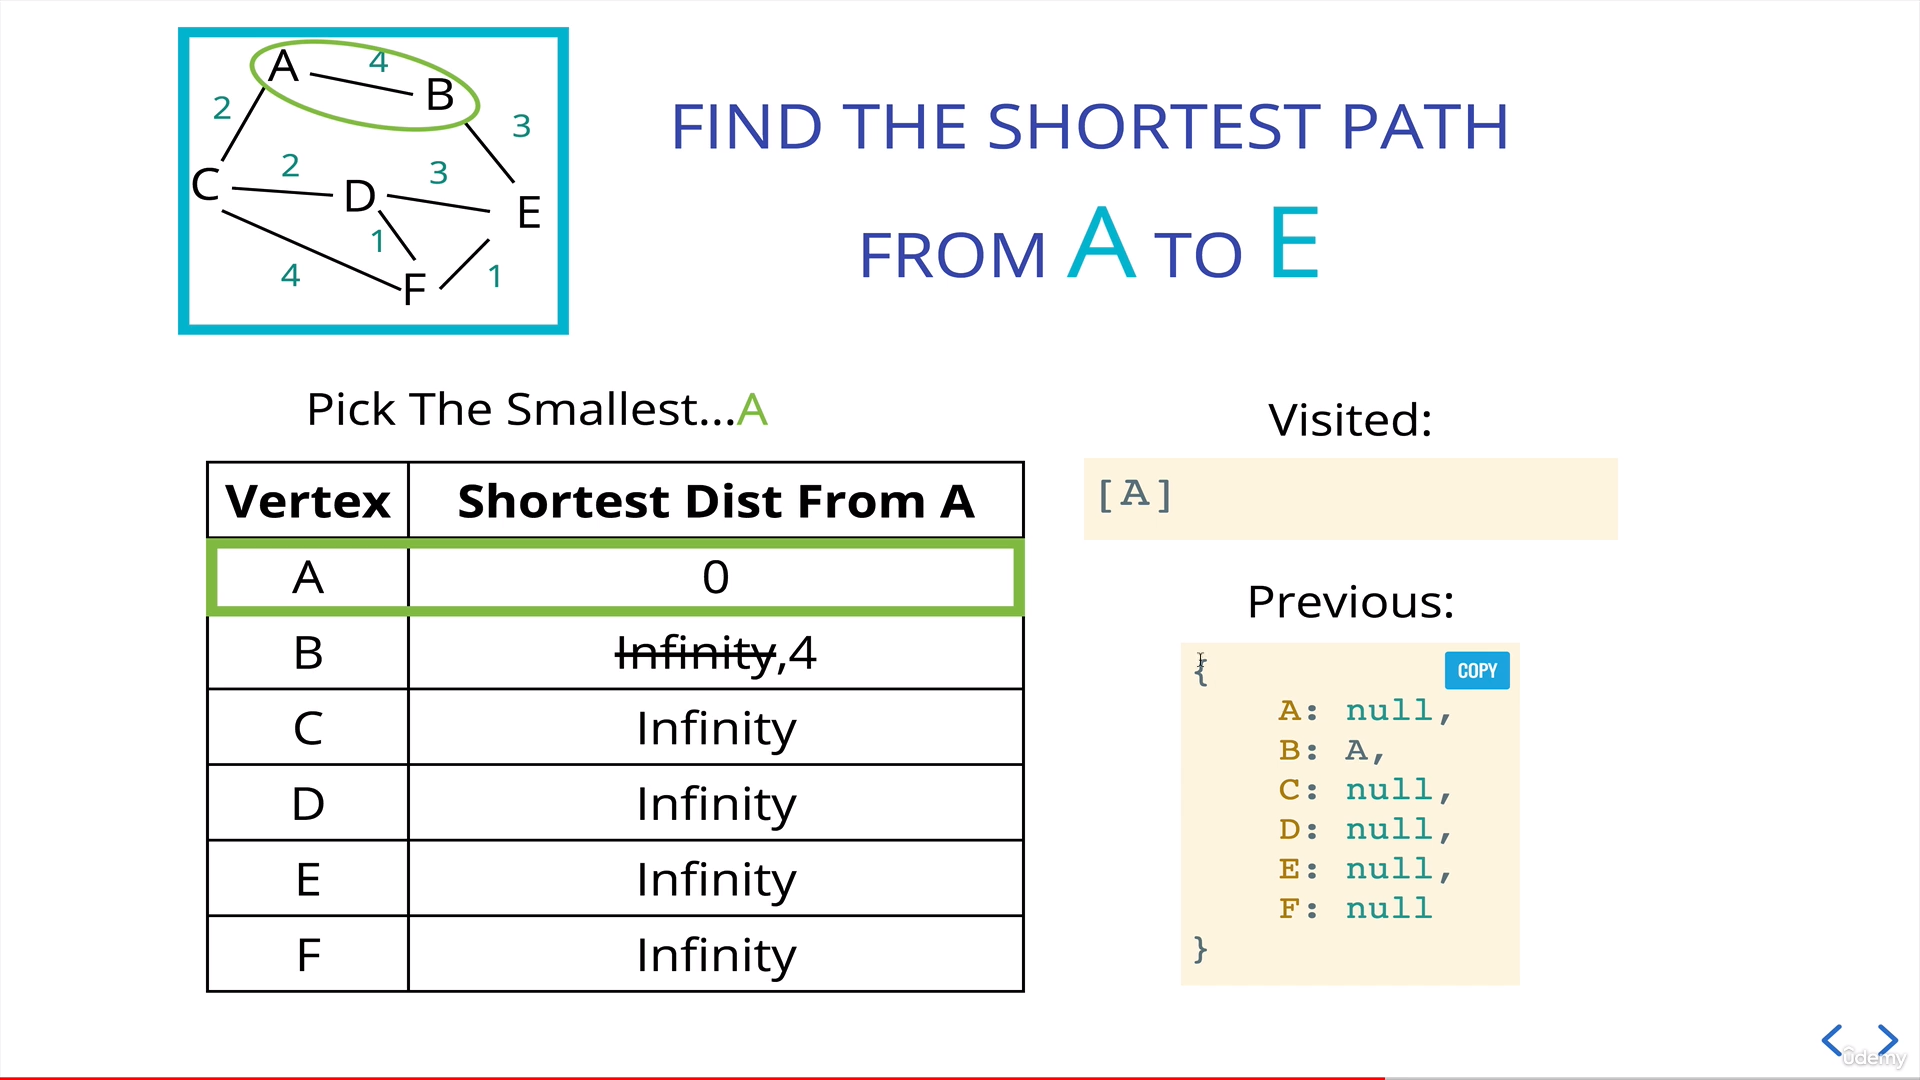 A 4 B
2 3
C 2 D 3 E
1
4 F 1
FIND THE SHORTEST PATH
FROM A TO E
Pick The Smallest...A
Vertex Shortest Dist From A
A 0
B Infinity,4
C Infinity
D Infinity
E Infinity
F Infinity
Visited:
[A]
Previous:
{
COPY
A: null,
B: A,
C: null,
D: null,
E: null,
F: null
}
ûdemy